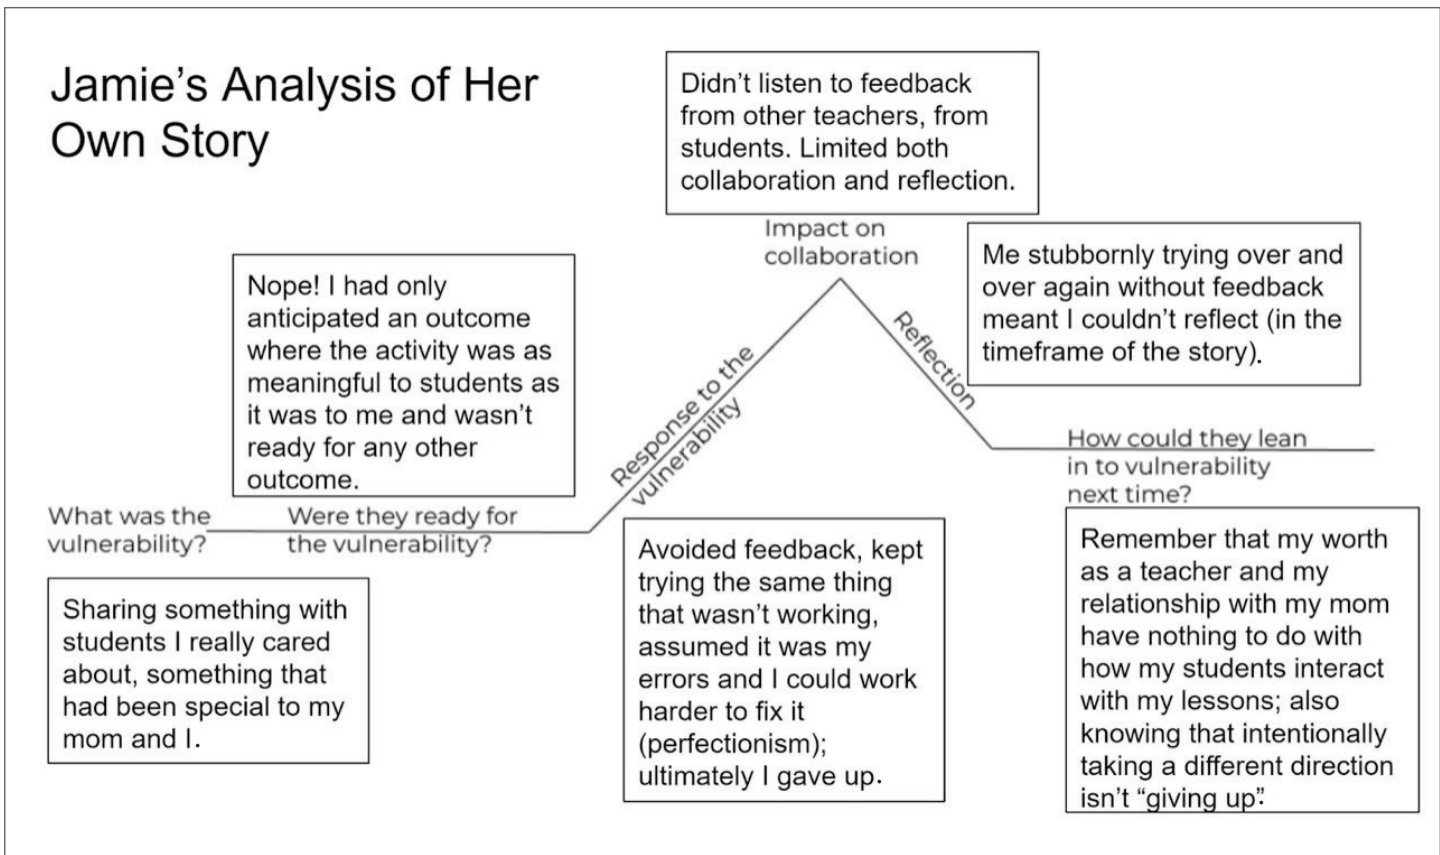 Jamie’s Analysis of Her
Own Story
What was the
vulnerability?
Sharing something with
students I really cared
about, something that
had been special to my
mom and I.
Nope! I had only
anticipated an outcome
where the activity was as
meaningful to students as
it was to me and wasn’t
ready for any other
outcome.
Were they ready for
the vulnerability?
Response to the
vulnerability
Avoided feedback, kept
trying the same thing
that wasn’t working,
assumed it was my
errors and I could work
harder to fix it
(perfectionism);
ultimately I gave up.
Didn’t listen to feedback
from other teachers, from
students. Limited both
collaboration and reflection.
Impact on
collaboration
Reflection
Me stubbornly trying over and
over again without feedback
meant I couldn’t reflect (in the
timeframe of the story).
How could they lean
in to vulnerability
next time?
Remember that my worth
as a teacher and my
relationship with my mom
have nothing to do with
how my students interact
with my lessons; also
knowing that intentionally
taking a different direction
isn’t “giving up”.